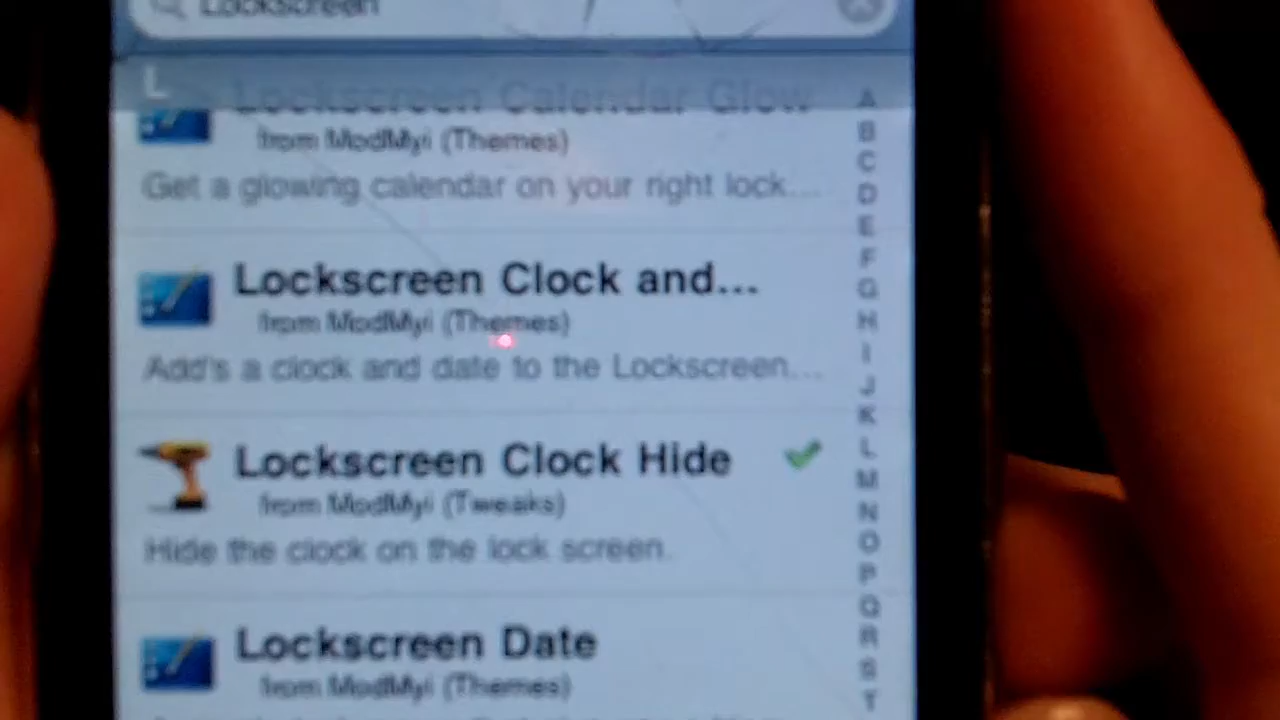 Lockscreen
L
Lockscreen Calendar Glow
from ModMyi (Themes)
Get a glowing calendar on your right lock...
Lockscreen Clock and...
from ModMyi (Themes)
Add's a clock and date to the Lockscreen...
Lockscreen Clock Hide
from ModMyi (Tweaks)
Hide the clock on the lock screen.
Lockscreen Date
from ModMyi (Themes)
A
B
C
D
E
F
G
H
I
J
K
L
M
N
O
P
Q
R
S
T